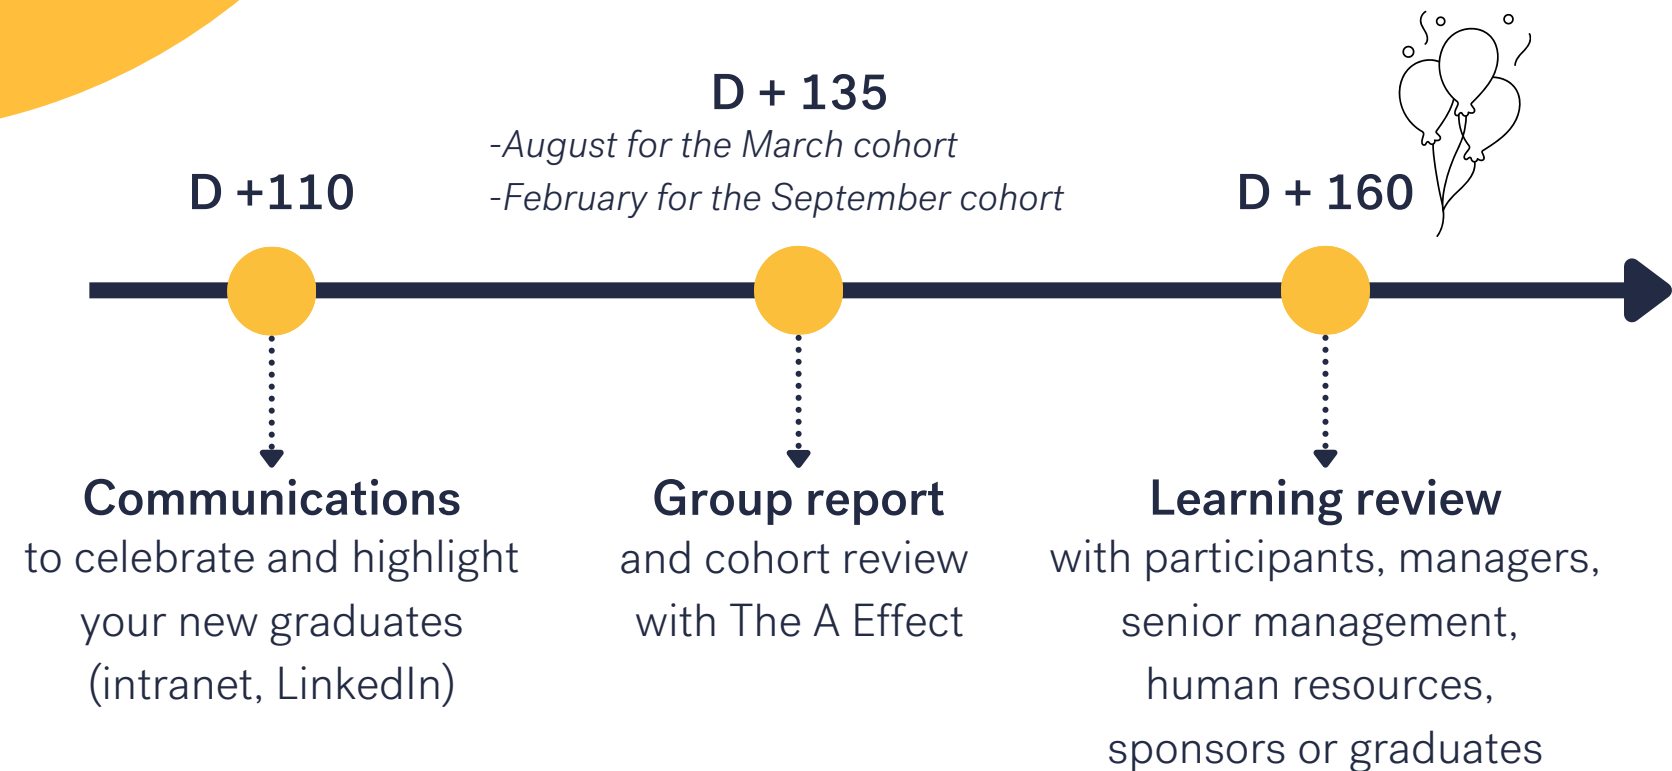 D +110
D + 135
-August for the March cohort
-February for the September cohort
D + 160
Communications
to celebrate and highlight
your new graduates
(intranet, LinkedIn)
Group report
and cohort review
with The A Effect
Learning review
with participants, managers,
senior management,
human resources,
sponsors or graduates